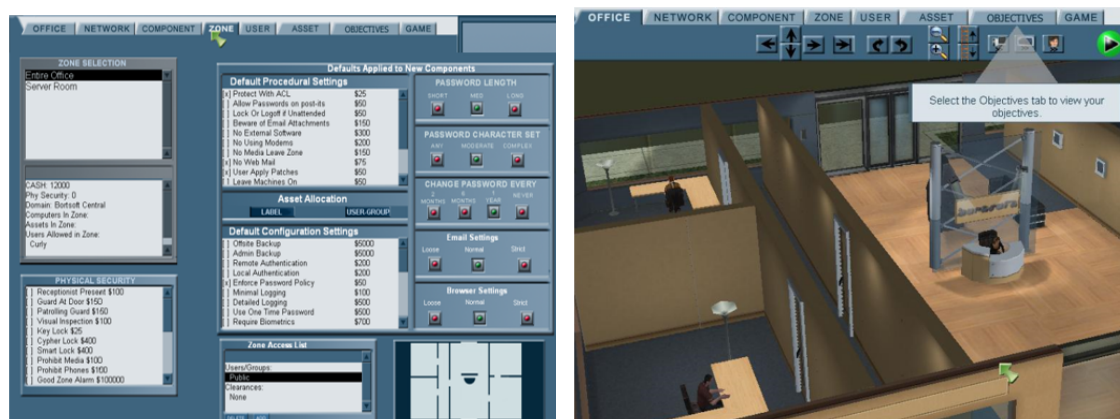 OFFICE NETWORK COMPONENT ZONE USER ASSET OBJECTIVES GAME
ZONE SELECTION
Entire Office
Server Room
CASH: 12000
Phy Security: 0
Domain: Bortsoft Central
Computers In Zone:
Assets In Zone:
Users Allowed in Zone:
Curly
PHYSICAL SECURITY
[ ] Receptionist Present $100
[ ] Guard At Door $150
[ ] Patrolling Guard $150
[ ] Visual Inspection $100
[ ] Key Lock $25
[ ] Cypher Lock $400
[ ] Smart Lock $400
[ ] Prohibit Media $100
[ ] Prohibit Phones $100
[ ] Good Zone Alarm $100000
Defaults Applied to New Components
Default Procedural Settings
[x] Protect With ACL $25
[ ] Allow Passwords on post-its $50
[ ] Lock Or Logoff if Unattended $50
[ ] Beware of Email Attachments $150
[ ] No External Software $300
[ ] No Using Modems $200
[ ] No Media Leave Zone $150
[x] No Web Mail $75
[x] User Apply Patches $50
[ ] Leave Machines On $50
Asset Allocation
LABEL USER-GROUP
Default Configuration Settings
[ ] Offsite Backup $5000
[ ] Admin Backup $5000
[ ] Remote Authentication $200
[ ] Local Authentication $200
[x] Enforce Password Policy $50
[ ] Minimal Logging $100
[ ] Detailed Logging $500
[ ] Use One Time Password $500
[ ] Require Biometrics $700
PASSWORD LENGTH
SHORT MED LONG
PASSWORD CHARACTER SET
ANY MODERATE COMPLEX
CHANGE PASSWORD EVERY
2 MONTHS 6 MONTHS 1 YEAR NEVER
Email Settings
Loose Normal Strict
Browser Settings
Loose Normal Strict
Zone Access List
Users/Groups:
Public
Clearances:
None
OFFICE NETWORK COMPONENT ZONE USER ASSET OBJECTIVES GAME
Select the Objectives tab to view your
objectives.